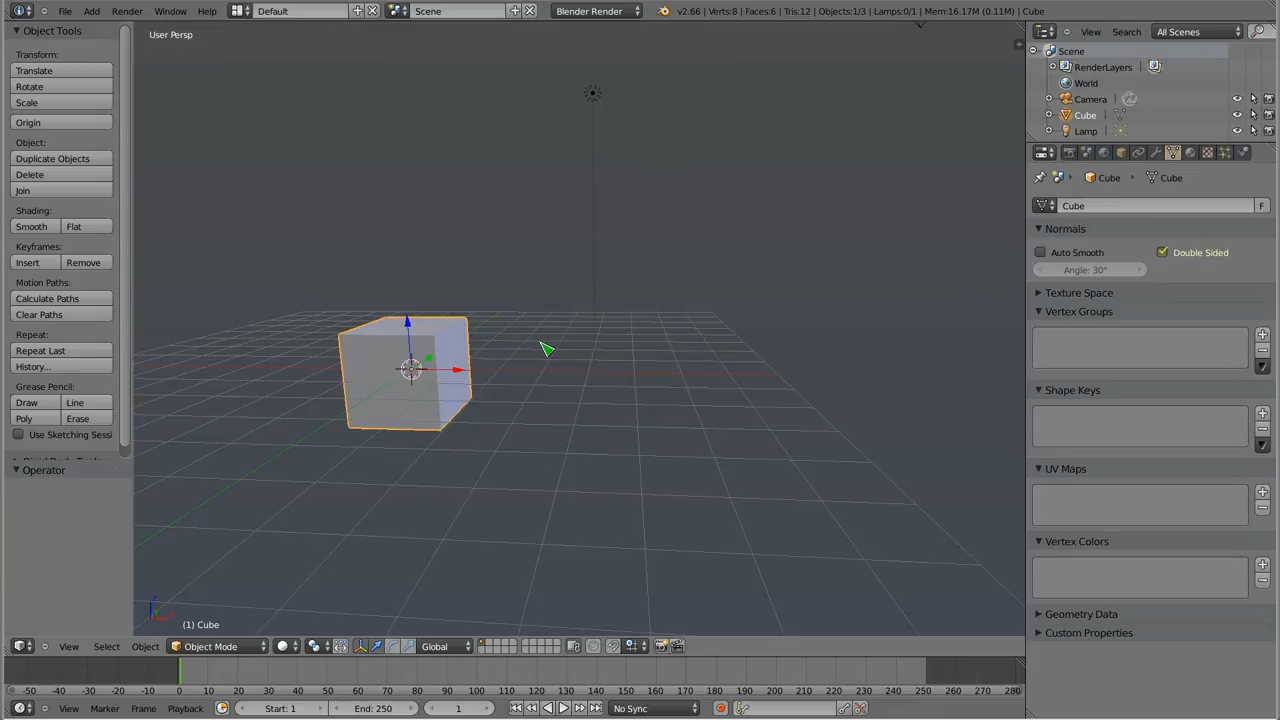 File Add Render Window Help Default Scene Blender Render v2.66 | Verts:8 | Faces:6 | Tris:12 | Objects:1/3 | Lamps:0/1 | Mem:16.17M (0.11M) | Cube
Object Tools
Transform:
Translate
Rotate
Scale
Origin
Object:
Duplicate Objects
Delete
Join
Shading:
Smooth Flat
Keyframes:
Insert Remove
Motion Paths:
Calculate Paths
Clear Paths
Repeat:
Repeat Last
History...
Grease Pencil:
Draw Line
Poly Erase
Use Sketching Sessi
Operator
User Persp
(1) Cube
View Select Object Object Mode Global
View Search All Scenes
Scene
RenderLayers
World
Camera
Cube
Lamp
Cube Cube
Cube F
Normals
Auto Smooth Double Sided
Angle: 30°
Texture Space
Vertex Groups
Shape Keys
UV Maps
Vertex Colors
Geometry Data
Custom Properties
-50 -40 -30 -20 -10 0 10 20 30 40 50 60 70 80 90 100 110 120 130 140 150 160 170 180 190 200 210 220 230 240 250 260 270 280
View Marker Frame Playback Start: 1 End: 250 1 No Sync